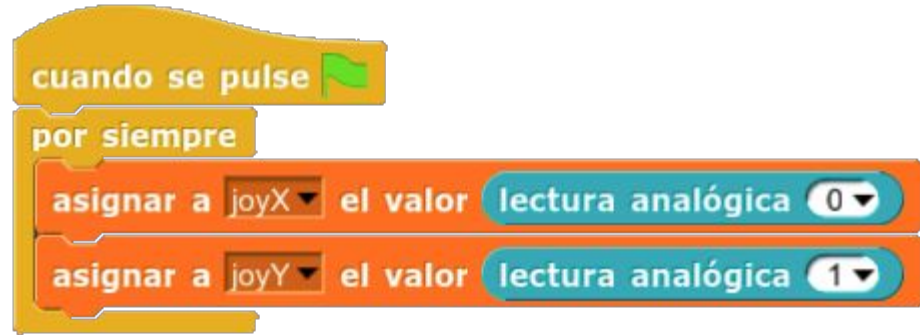 cuando se pulse
por siempre
asignar a joyX el valor lectura analógica 0
asignar a joyY el valor lectura analógica 1